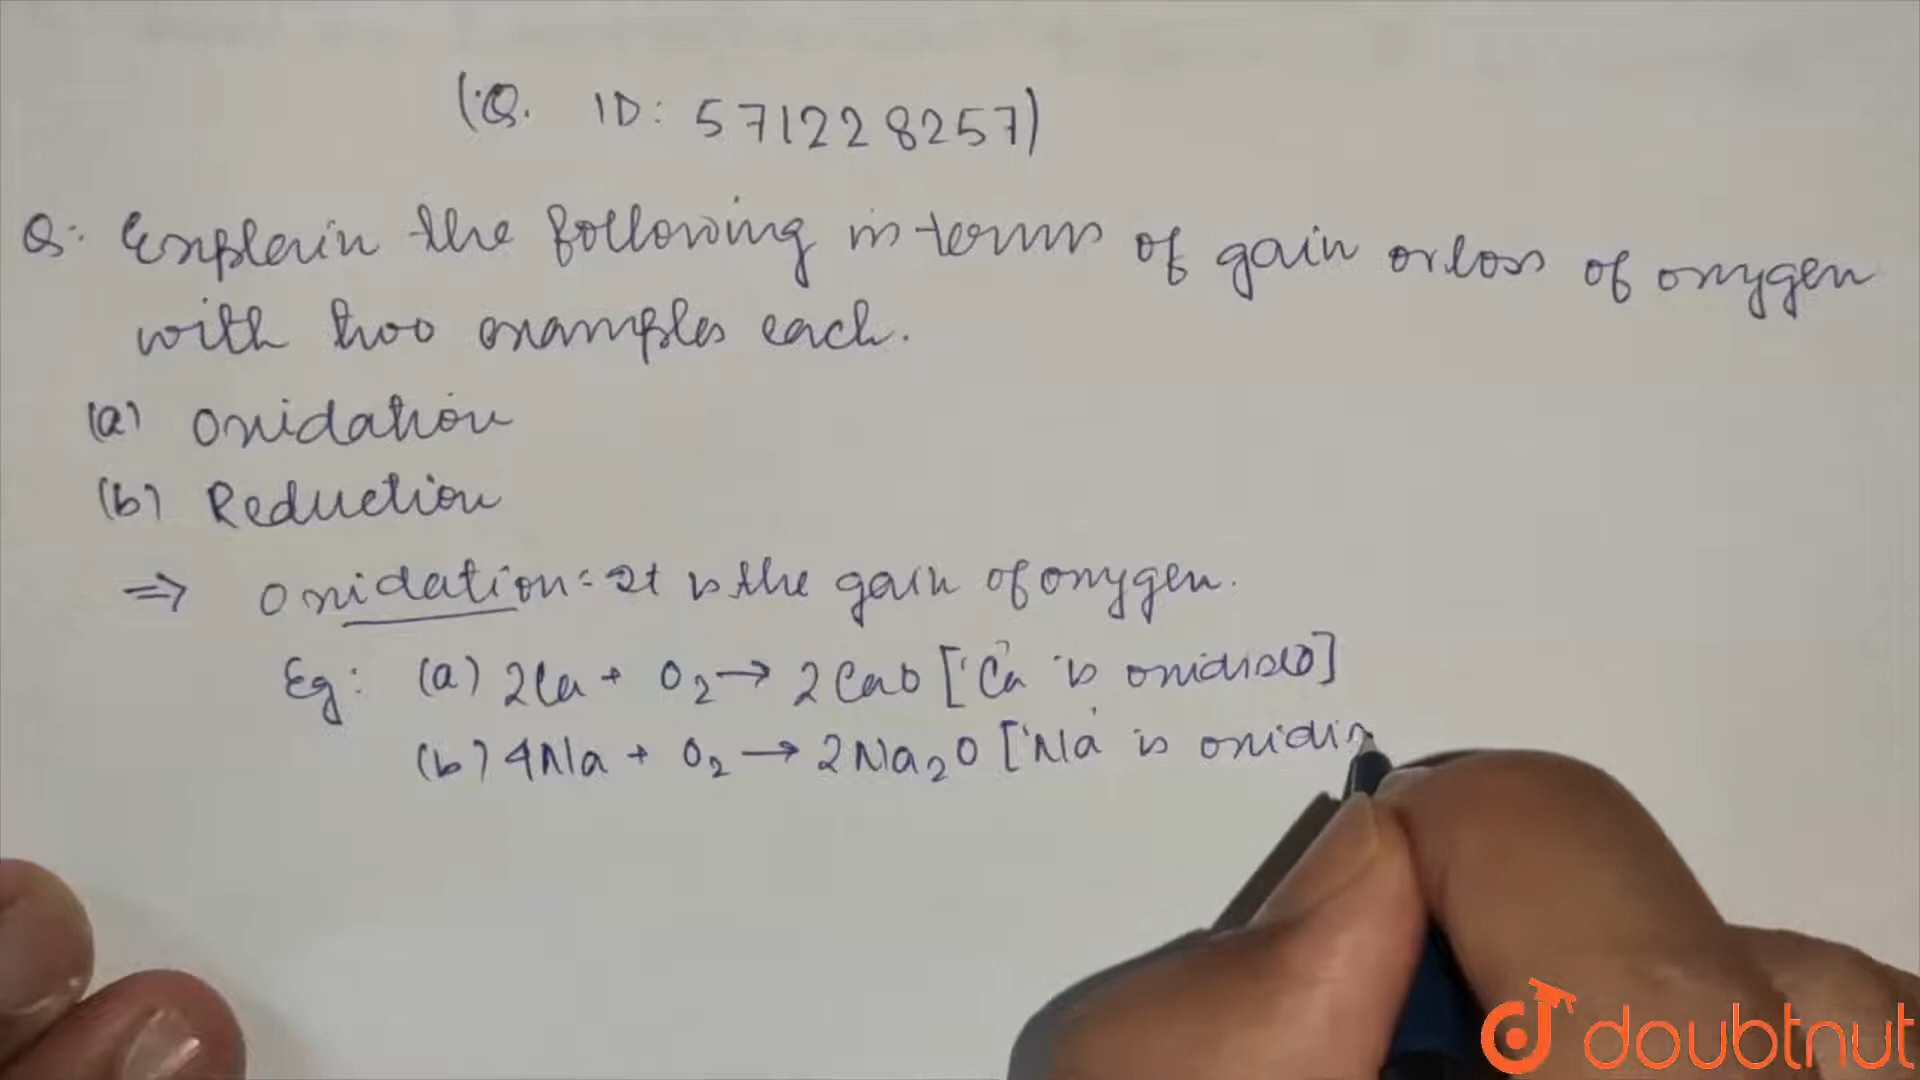 (Q. ID: 571228257)
Q: Explain the following in terms of gain or loss of oxygen
with two examples each.
(a) Oxidation
(b) Reduction
⇒ Oxidation:- It is the gain of oxygen.
Eg: (a) 2Ca + O₂ → 2CaO ['Ca' is oxidised]
(b) 4Na + O₂ → 2Na₂O ['Na' is oxidis
doubtnut